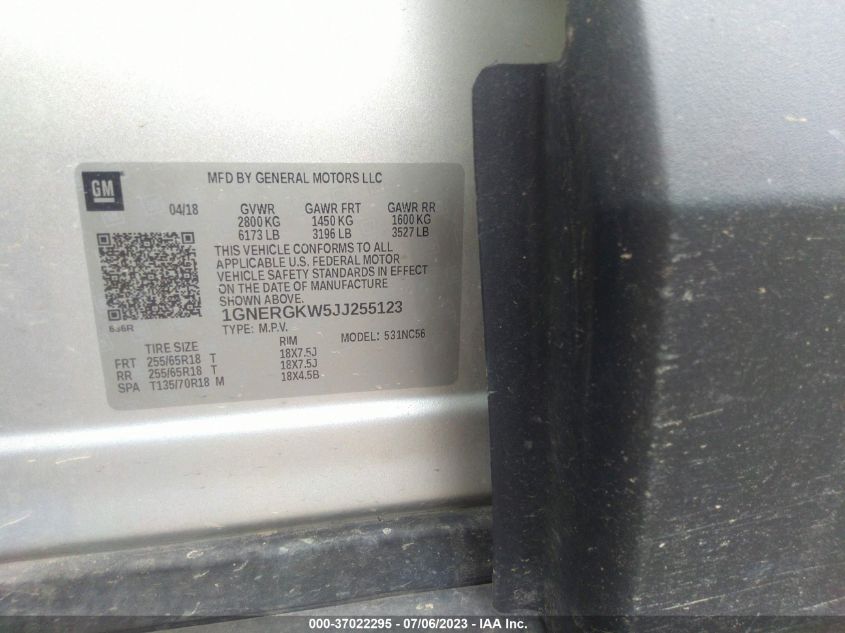 GM
MFD BY GENERAL MOTORS LLC
04/18 GVWR GAWR FRT GAWR RR
2800 KG 1450 KG 1600 KG
6173 LB 3196 LB 3527 LB
THIS VEHICLE CONFORMS TO ALL
APPLICABLE U.S. FEDERAL MOTOR
VEHICLE SAFETY STANDARDS IN EFFECT
ON THE DATE OF MANUFACTURE
SHOWN ABOVE.
1GNERGKW5JJ255123
6J6R
TYPE: M.P.V. MODEL: 531NC56
TIRE SIZE RIM
FRT 255/65R18 T 18X7.5J
RR 255/65R18 T 18X7.5J
SPA T135/70R18 M 18X4.5B
000-37022295 - 07/06/2023 - © IAA Inc.